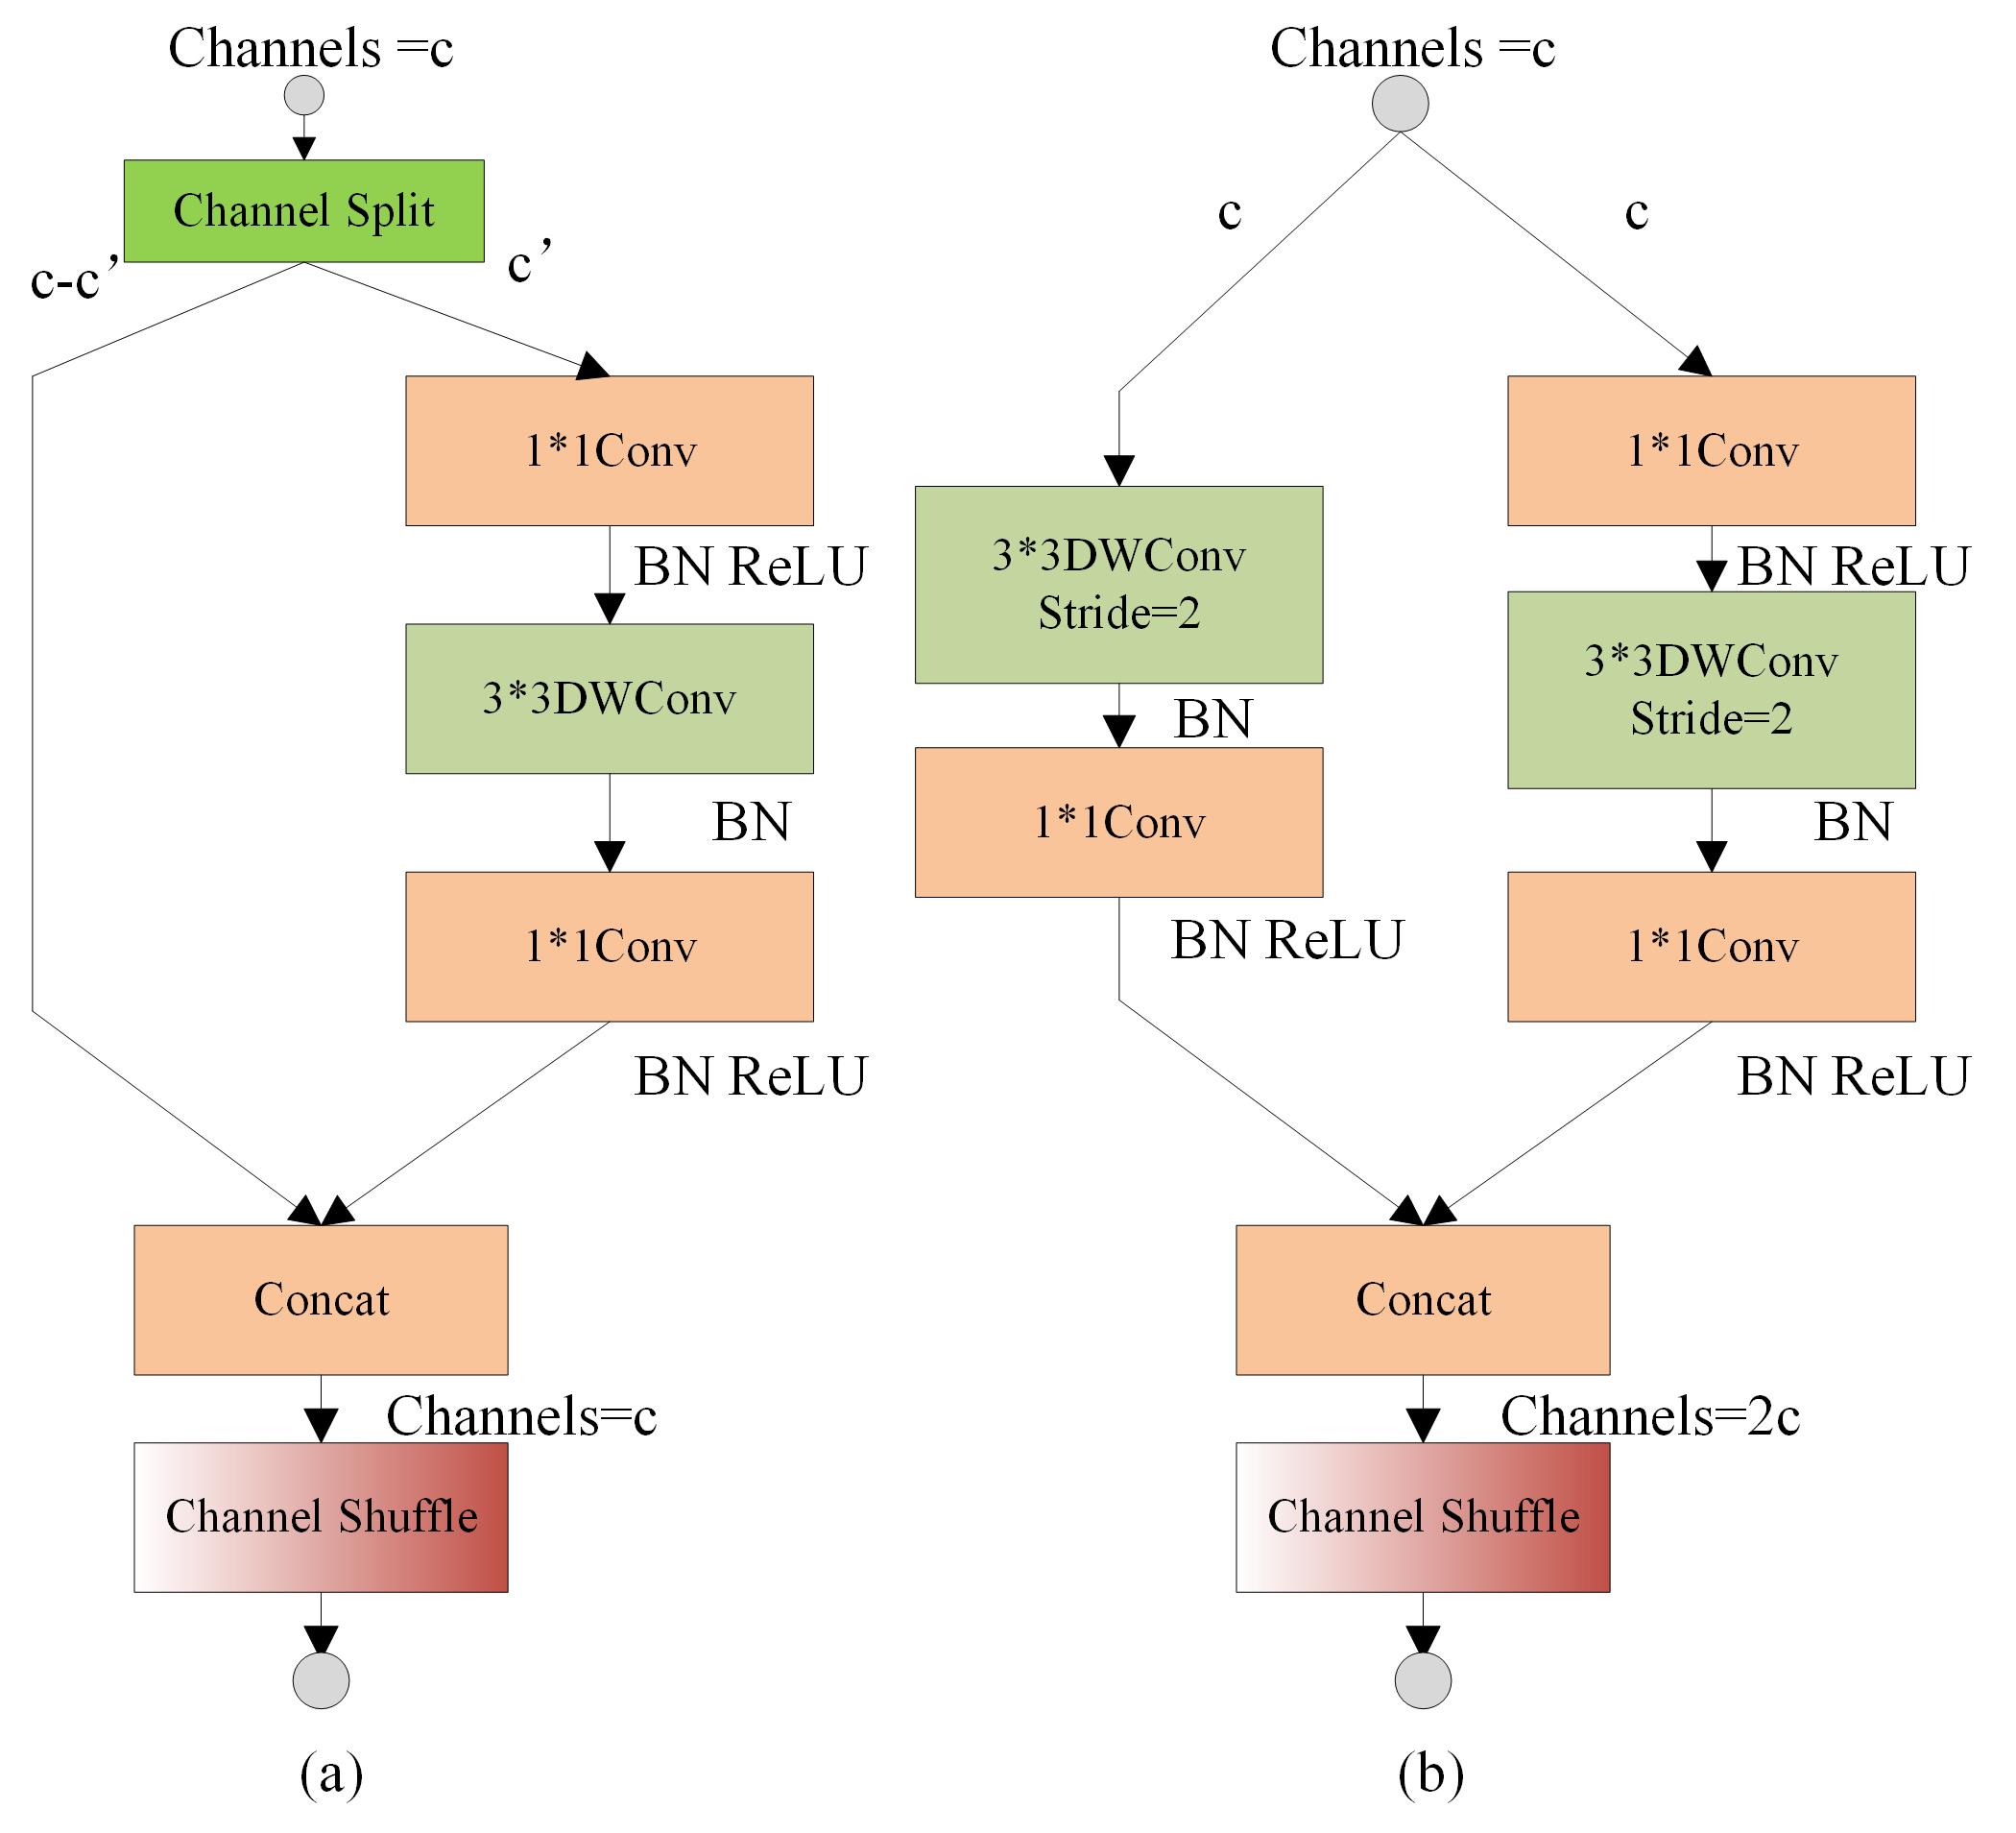 Channels =c
Channel Split
c-c’
c’
1*1Conv
BN ReLU
3*3DWConv
BN
1*1Conv
BN ReLU
Concat
Channels=c
Channel Shuffle
(a)
Channels =c
c
c
3*3DWConv
Stride=2
BN
1*1Conv
BN ReLU
1*1Conv
BN ReLU
3*3DWConv
Stride=2
BN
1*1Conv
BN ReLU
Concat
Channels=2c
Channel Shuffle
(b)